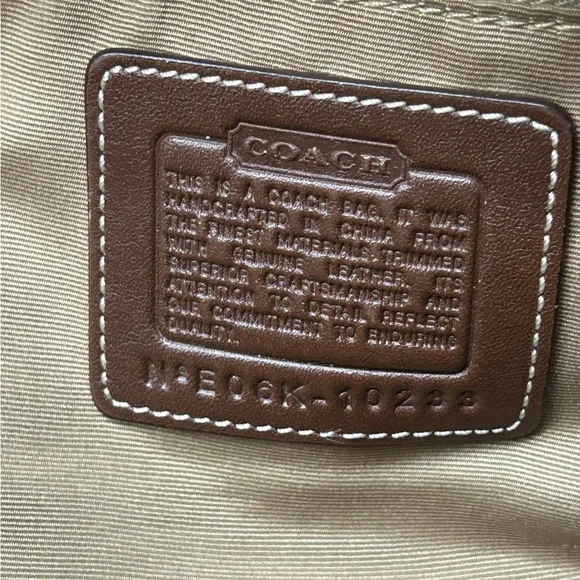 COACH
THIS IS A COACH BAG. IT WAS
HANDCRAFTED IN CHINA FROM
THE FINEST MATERIALS-TRIMMED
WITH GENUINE LEATHER. ITS
SUPERIOR CRAFTSMANSHIP AND
ATTENTION TO DETAIL REFLECT
OUR COMMITMENT TO ENDURING
QUALITY.
Nº E06K-10233